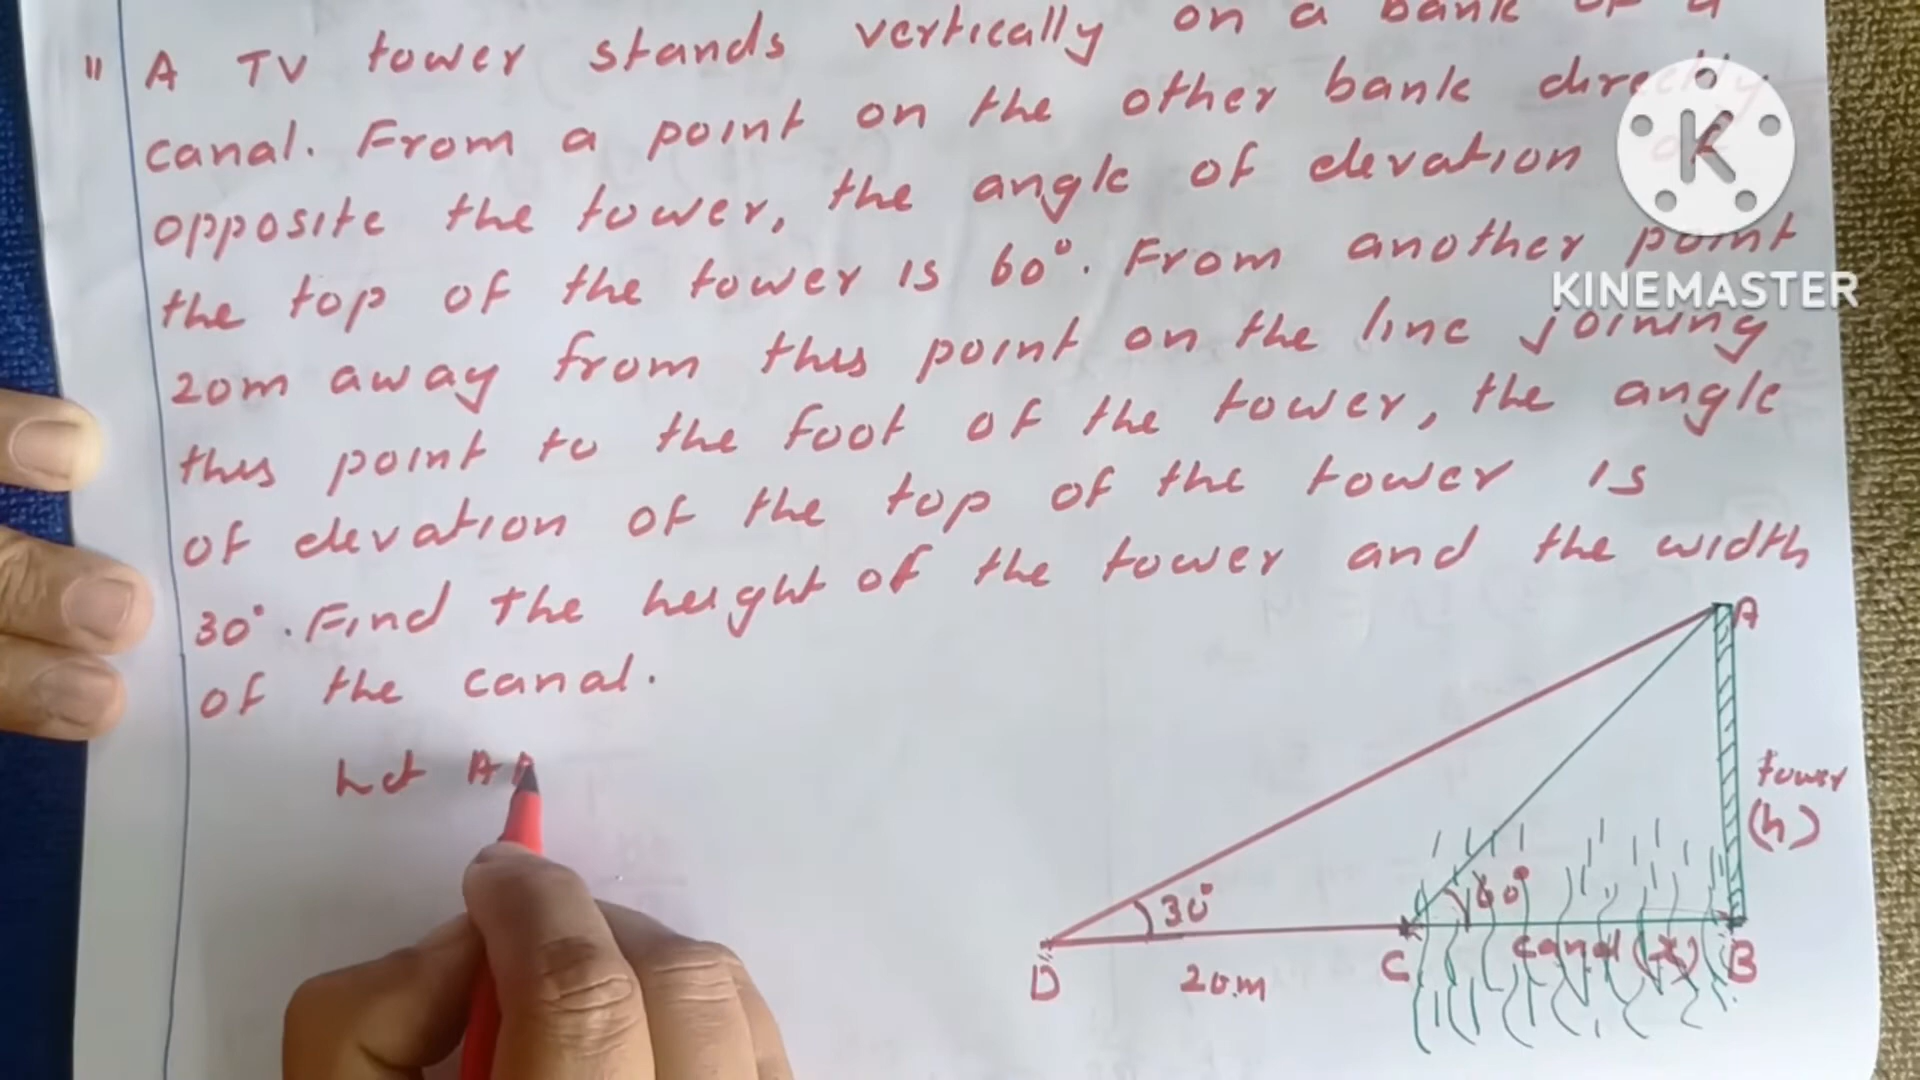 11 A TV tower stands vertically on a bank of a
canal. From a point on the other bank directly
opposite the tower, the angle of elevation of
the top of the tower is 60°. From another point
20m away from this point on the line joining
this point to the foot of the tower, the angle
of elevation of the top of the tower is
30°. Find the height of the tower and the width
of the canal.
Let A
A
tower
(h)
30°
60°
D
20m
C
canal (x)
B
K
KINEMASTER